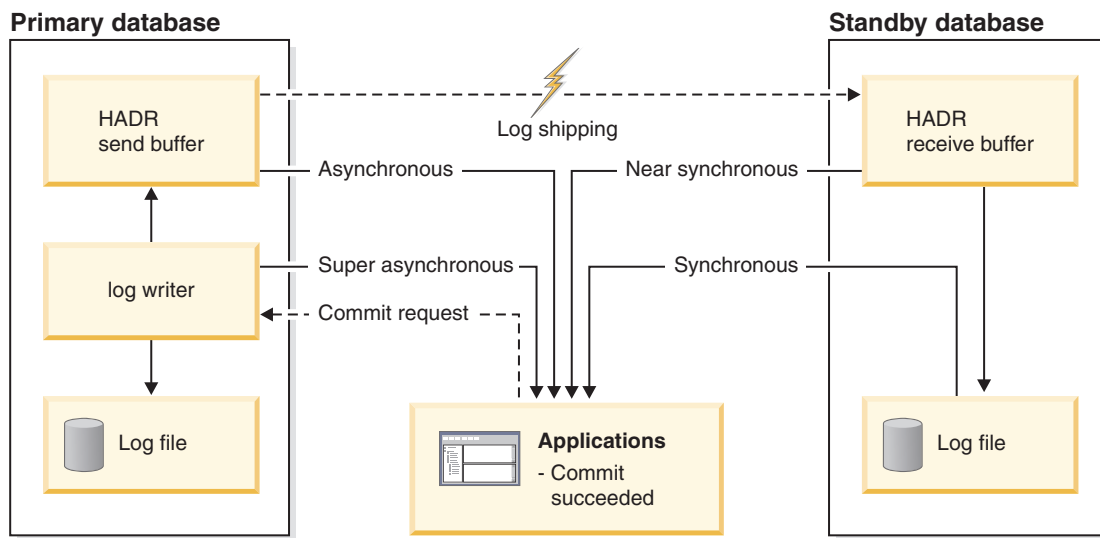 Primary database
Standby database
HADR
send buffer
Log shipping
HADR
receive buffer
Asynchronous
Near synchronous
log writer
Super asynchronous
Synchronous
Commit request
Log file
Applications
- Commit
succeeded
Log file